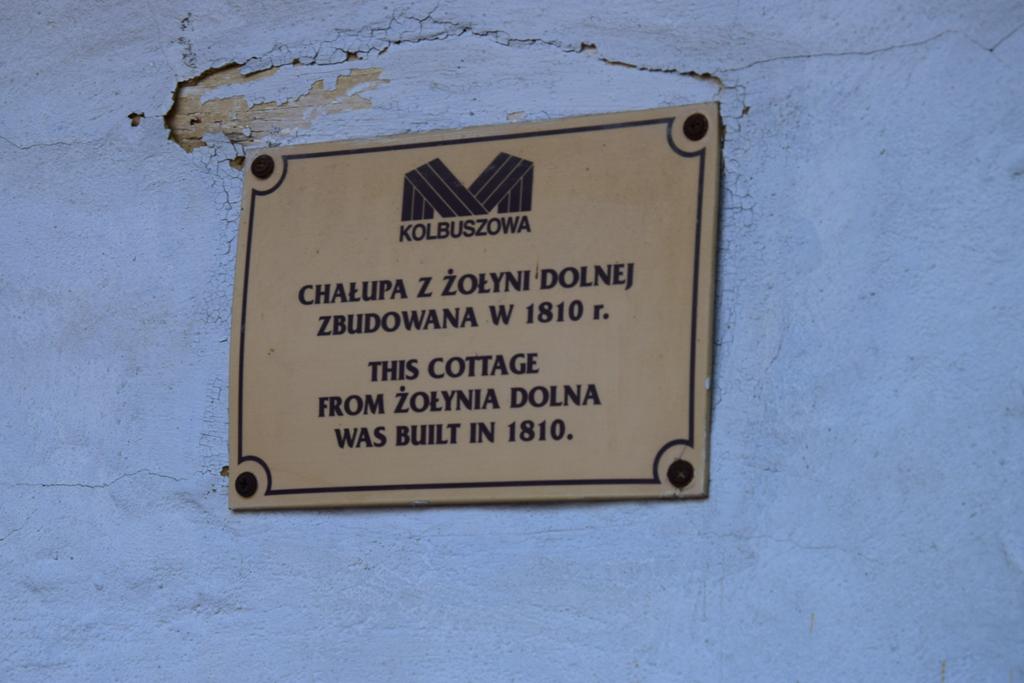 KOLBUSZOWA
CHAŁUPA Z ŻOŁYNI DOLNEJ
ZBUDOWANA W 1810 r.
THIS COTTAGE
FROM ŻOŁYNIA DOLNA
WAS BUILT IN 1810.